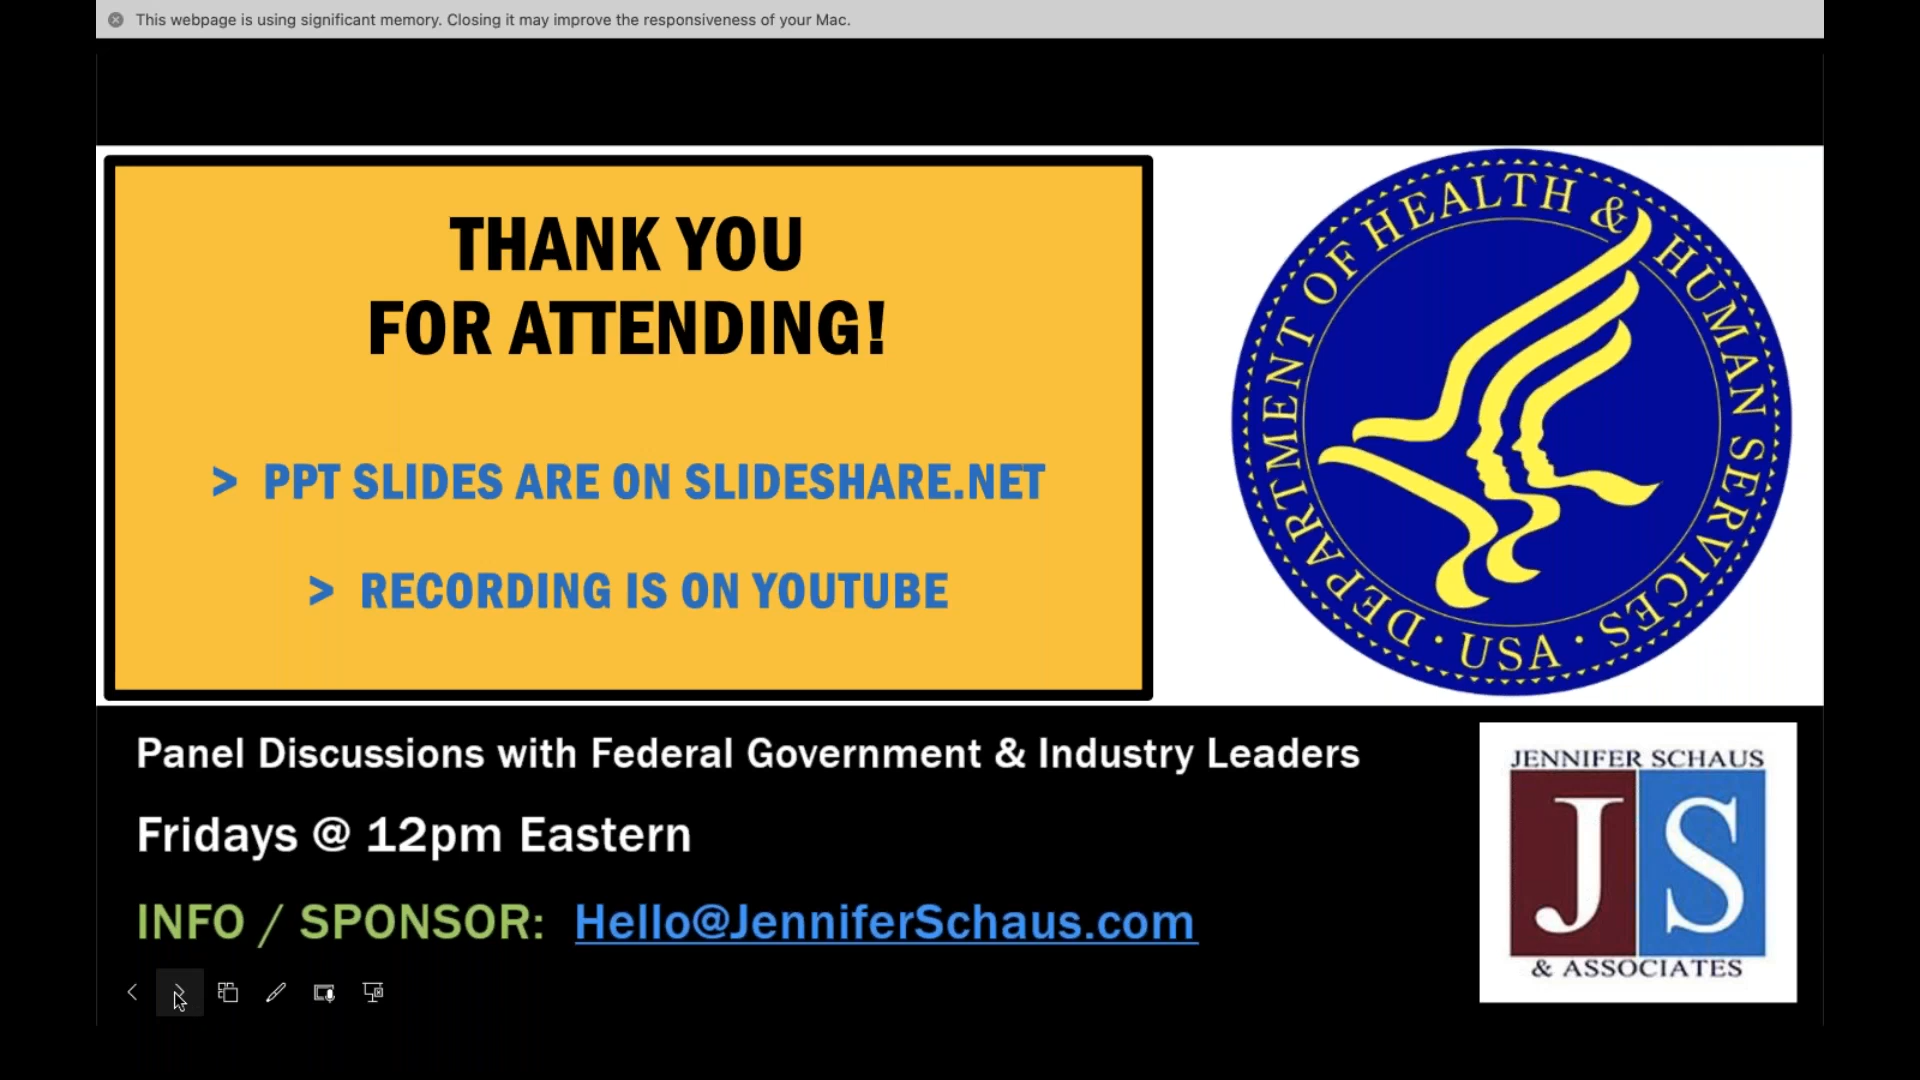 This webpage is using significant memory. Closing it may improve the responsiveness of your Mac.
THANK YOU
FOR ATTENDING!
> PPT SLIDES ARE ON SLIDESHARE.NET
> RECORDING IS ON YOUTUBE
DEPARTMENT OF HEALTH & HUMAN SERVICES · USA ·
Panel Discussions with Federal Government & Industry Leaders
Fridays @ 12pm Eastern
INFO / SPONSOR: Hello@JenniferSchaus.com
JENNIFER SCHAUS
JS
& ASSOCIATES